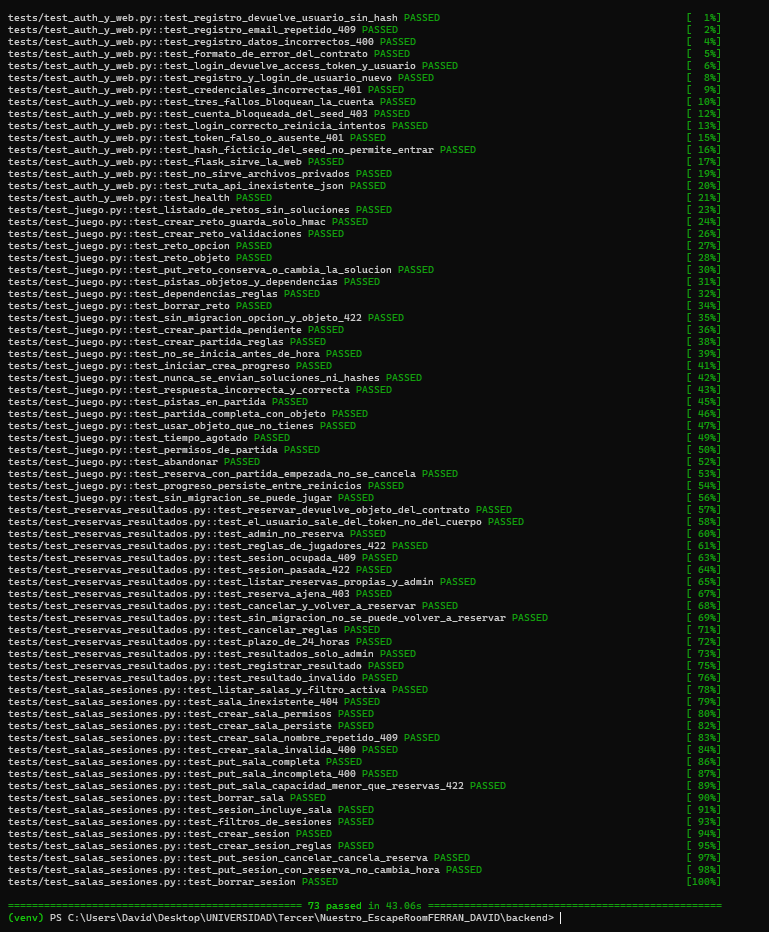 tests/test_auth_y_web.py::test_registro_devuelve_usuario_sin_hash PASSED [  1%]
tests/test_auth_y_web.py::test_registro_email_repetido_409 PASSED [  2%]
tests/test_auth_y_web.py::test_registro_datos_incorrectos_400 PASSED [  4%]
tests/test_auth_y_web.py::test_formato_de_error_del_contrato PASSED [  5%]
tests/test_auth_y_web.py::test_login_devuelve_access_token_y_usuario PASSED [  6%]
tests/test_auth_y_web.py::test_registro_y_login_de_usuario_nuevo PASSED [  8%]
tests/test_auth_y_web.py::test_credenciales_incorrectas_401 PASSED [  9%]
tests/test_auth_y_web.py::test_tres_fallos_bloquean_la_cuenta PASSED [ 10%]
tests/test_auth_y_web.py::test_cuenta_bloqueada_del_seed_403 PASSED [ 12%]
tests/test_auth_y_web.py::test_login_correcto_reinicia_intentos PASSED [ 13%]
tests/test_auth_y_web.py::test_token_falso_o_ausente_401 PASSED [ 15%]
tests/test_auth_y_web.py::test_hash_ficticio_del_seed_no_permite_entrar PASSED [ 16%]
tests/test_auth_y_web.py::test_flask_sirve_la_web PASSED [ 17%]
tests/test_auth_y_web.py::test_no_sirve_archivos_privados PASSED [ 19%]
tests/test_auth_y_web.py::test_ruta_api_inexistente_json PASSED [ 20%]
tests/test_auth_y_web.py::test_health PASSED [ 21%]
tests/test_juego.py::test_listado_de_retos_sin_soluciones PASSED [ 23%]
tests/test_juego.py::test_crear_reto_guarda_solo_hmac PASSED [ 24%]
tests/test_juego.py::test_crear_reto_validaciones PASSED [ 26%]
tests/test_juego.py::test_reto_opcion PASSED [ 27%]
tests/test_juego.py::test_reto_objeto PASSED [ 28%]
tests/test_juego.py::test_put_reto_conserva_o_cambia_la_solucion PASSED [ 30%]
tests/test_juego.py::test_pistas_objetos_y_dependencias PASSED [ 31%]
tests/test_juego.py::test_dependencias_reglas PASSED [ 32%]
tests/test_juego.py::test_borrar_reto PASSED [ 34%]
tests/test_juego.py::test_sin_migracion_opcion_y_objeto_422 PASSED [ 35%]
tests/test_juego.py::test_crear_partida_pendiente PASSED [ 36%]
tests/test_juego.py::test_crear_partida_reglas PASSED [ 38%]
tests/test_juego.py::test_no_se_inicia_antes_de_hora PASSED [ 39%]
tests/test_juego.py::test_iniciar_crea_progreso PASSED [ 41%]
tests/test_juego.py::test_nunca_se_envian_soluciones_ni_hashes PASSED [ 42%]
tests/test_juego.py::test_respuesta_incorrecta_y_correcta PASSED [ 43%]
tests/test_juego.py::test_pistas_en_partida PASSED [ 45%]
tests/test_juego.py::test_partida_completa_con_objeto PASSED [ 46%]
tests/test_juego.py::test_usar_objeto_que_no_tienes PASSED [ 47%]
tests/test_juego.py::test_tiempo_agotado PASSED [ 49%]
tests/test_juego.py::test_permisos_de_partida PASSED [ 50%]
tests/test_juego.py::test_abandonar PASSED [ 52%]
tests/test_juego.py::test_reserva_con_partida_empezada_no_se_cancela PASSED [ 53%]
tests/test_juego.py::test_progreso_persiste_entre_reinicios PASSED [ 54%]
tests/test_juego.py::test_sin_migracion_se_puede_jugar PASSED [ 56%]
tests/test_reservas_resultados.py::test_reservar_devuelve_objeto_del_contrato PASSED [ 57%]
tests/test_reservas_resultados.py::test_el_usuario_sale_del_token_no_del_cuerpo PASSED [ 58%]
tests/test_reservas_resultados.py::test_admin_no_reserva PASSED [ 60%]
tests/test_reservas_resultados.py::test_reglas_de_jugadores_422 PASSED [ 61%]
tests/test_reservas_resultados.py::test_sesion_ocupada_409 PASSED [ 63%]
tests/test_reservas_resultados.py::test_sesion_pasada_422 PASSED [ 64%]
tests/test_reservas_resultados.py::test_listar_reservas_propias_y_admin PASSED [ 65%]
tests/test_reservas_resultados.py::test_reserva_ajena_403 PASSED [ 67%]
tests/test_reservas_resultados.py::test_cancelar_y_volver_a_reservar PASSED [ 68%]
tests/test_reservas_resultados.py::test_sin_migracion_no_se_puede_volver_a_reservar PASSED [ 69%]
tests/test_reservas_resultados.py::test_cancelar_reglas PASSED [ 71%]
tests/test_reservas_resultados.py::test_plazo_de_24_horas PASSED [ 72%]
tests/test_reservas_resultados.py::test_resultados_solo_admin PASSED [ 73%]
tests/test_reservas_resultados.py::test_registrar_resultado PASSED [ 75%]
tests/test_reservas_resultados.py::test_resultado_invalido PASSED [ 76%]
tests/test_salas_sesiones.py::test_listar_salas_y_filtro_activa PASSED [ 78%]
tests/test_salas_sesiones.py::test_sala_inexistente_404 PASSED [ 79%]
tests/test_salas_sesiones.py::test_crear_sala_permisos PASSED [ 80%]
tests/test_salas_sesiones.py::test_crear_sala_persiste PASSED [ 82%]
tests/test_salas_sesiones.py::test_crear_sala_nombre_repetido_409 PASSED [ 83%]
tests/test_salas_sesiones.py::test_crear_sala_invalida_400 PASSED [ 84%]
tests/test_salas_sesiones.py::test_put_sala_completa PASSED [ 86%]
tests/test_salas_sesiones.py::test_put_sala_incompleta_400 PASSED [ 87%]
tests/test_salas_sesiones.py::test_put_sala_capacidad_menor_que_reservas_422 PASSED [ 89%]
tests/test_salas_sesiones.py::test_borrar_sala PASSED [ 90%]
tests/test_salas_sesiones.py::test_sesion_incluye_sala PASSED [ 91%]
tests/test_salas_sesiones.py::test_filtros_de_sesiones PASSED [ 93%]
tests/test_salas_sesiones.py::test_crear_sesion PASSED [ 94%]
tests/test_salas_sesiones.py::test_crear_sesion_reglas PASSED [ 95%]
tests/test_salas_sesiones.py::test_put_sesion_cancelar_cancela_reserva PASSED [ 97%]
tests/test_salas_sesiones.py::test_put_sesion_con_reserva_no_cambia_hora PASSED [ 98%]
tests/test_salas_sesiones.py::test_borrar_sesion PASSED [100%]
================================================= 73 passed in 43.06s =================================================
(venv) PS C:\Users\David\Desktop\UNIVERSIDAD\Tercer\Nuestro_EscapeRoomFERRAN_DAVID\backend>